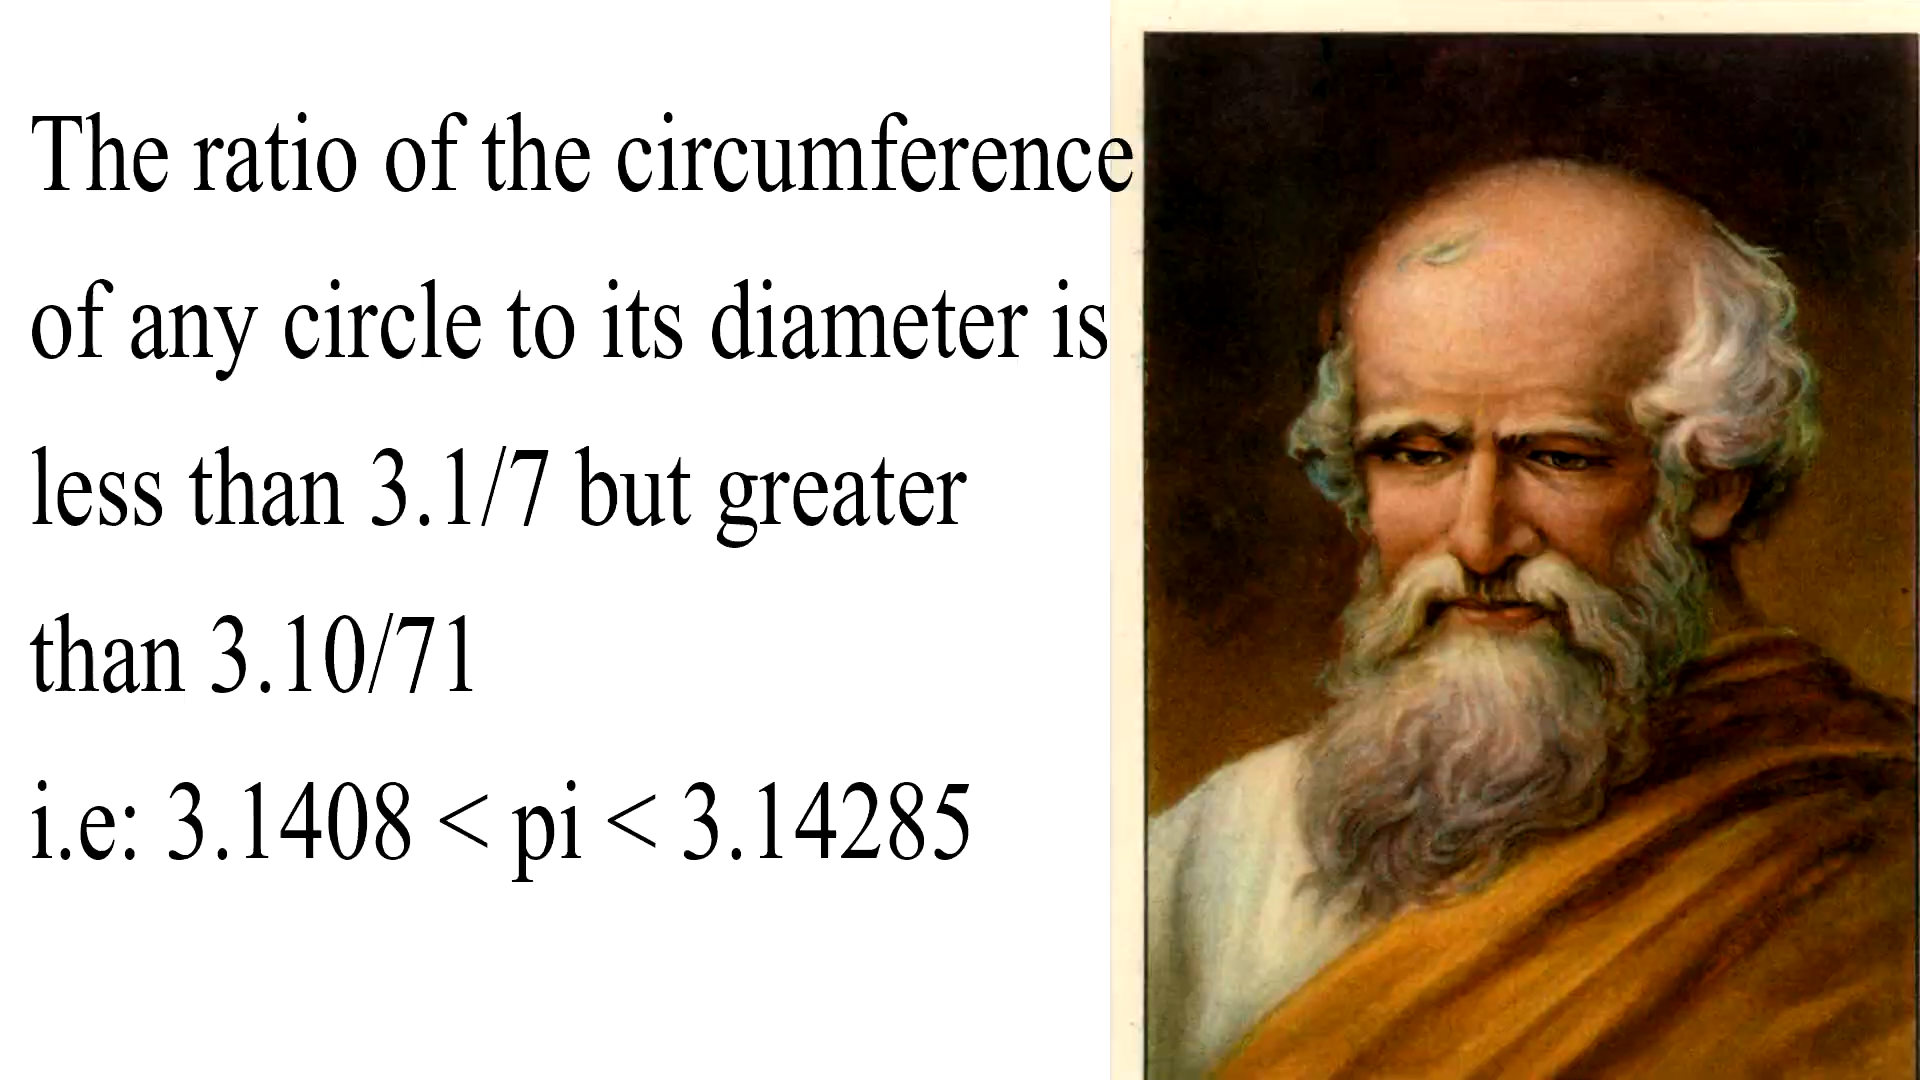 The ratio of the circumference
of any circle to its diameter is
less than 3.1/7 but greater
than 3.10/71
i.e: 3.1408 < pi < 3.14285